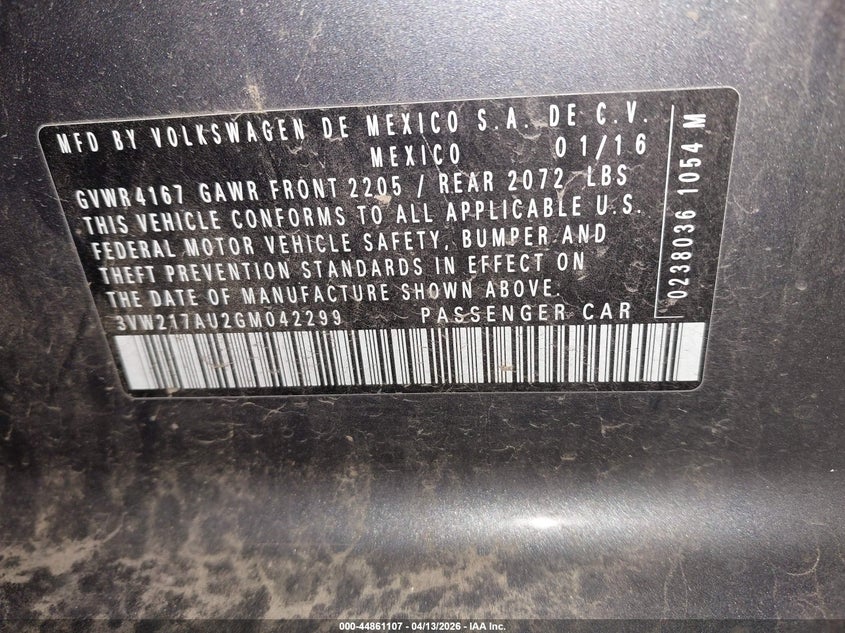 MFD BY VOLKSWAGEN DE MEXICO S.A. DE C.V.
MEXICO 01/16
GVWR4167 GAWR FRONT 2205 / REAR 2072 LBS
THIS VEHICLE CONFORMS TO ALL APPLICABLE U.S.
FEDERAL MOTOR VEHICLE SAFETY, BUMPER AND
THEFT PREVENTION STANDARDS IN EFFECT ON
THE DATE OF MANUFACTURE SHOWN ABOVE.
3VW217AU2GM042299 PASSENGER CAR
0238036 1054 M
000-44861107 - 04/13/2026 - IAA Inc.